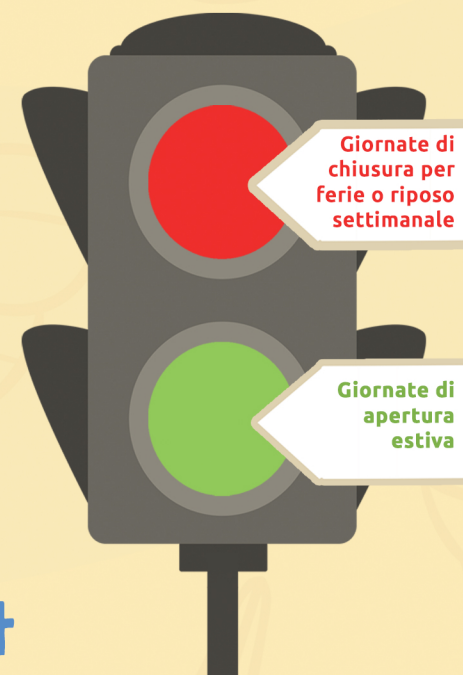 Giornate di
chiusura per
ferie o riposo
settimanale
Giornate di
apertura
estiva
t